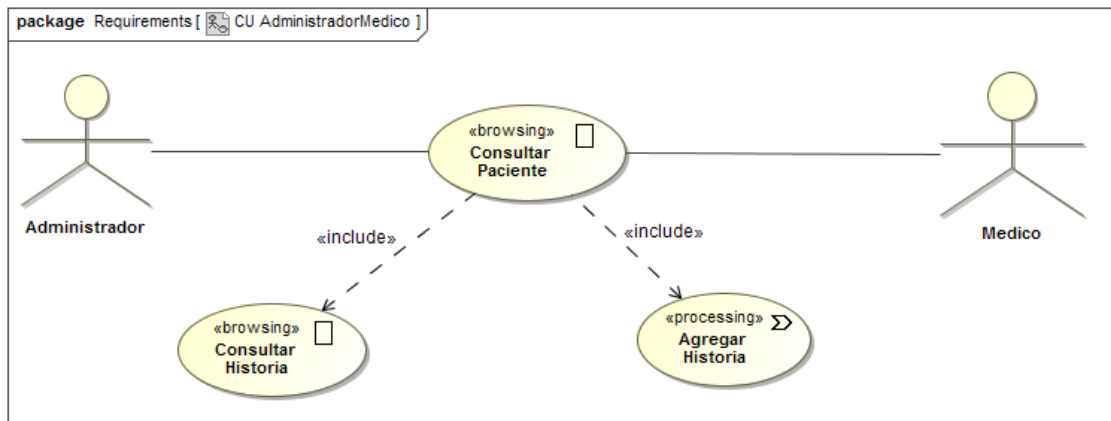 package Requirements [ CU AdministradorMedico ]
«browsing»
Consultar
Paciente
Administrador
Medico
«include»
«include»
«browsing»
Consultar
Historia
«processing»
Agregar
Historia